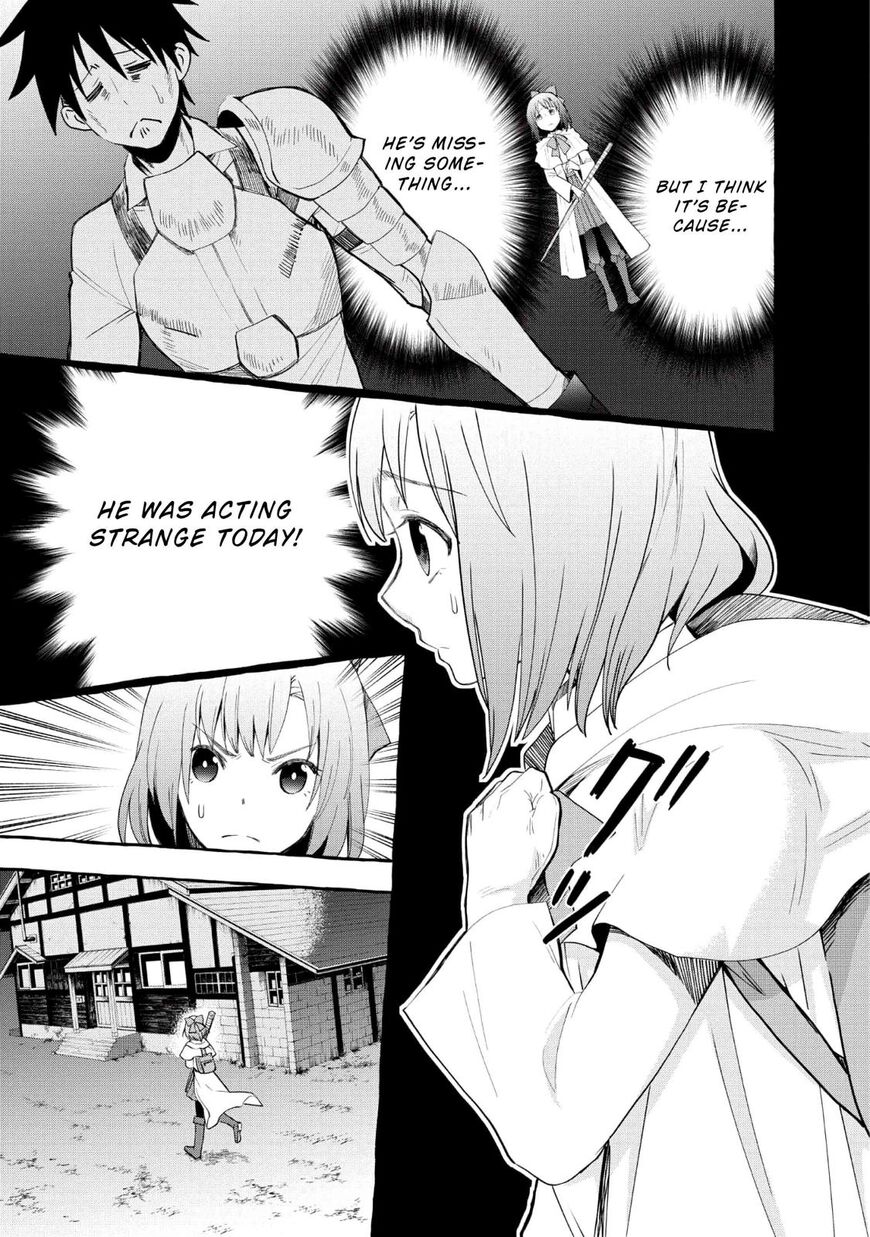 BUT I THINK
IT'S BE-
CAUSE...
HE'S MISS-
ING SOME-
THING...
HE WAS ACTING
STRANGE TODAY!
グッ